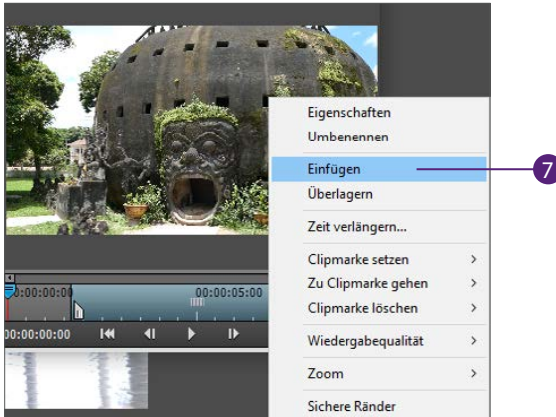 Eigenschaften
Umbenennen
Einfügen
7
Überlagern
Zeit verlängern...
Clipmarke setzen
Zu Clipmarke gehen
Clipmarke löschen
Wiedergabequalität
Zoom
Sichere Ränder
0:00:00:00
00:00:05:00
00:00:00:00